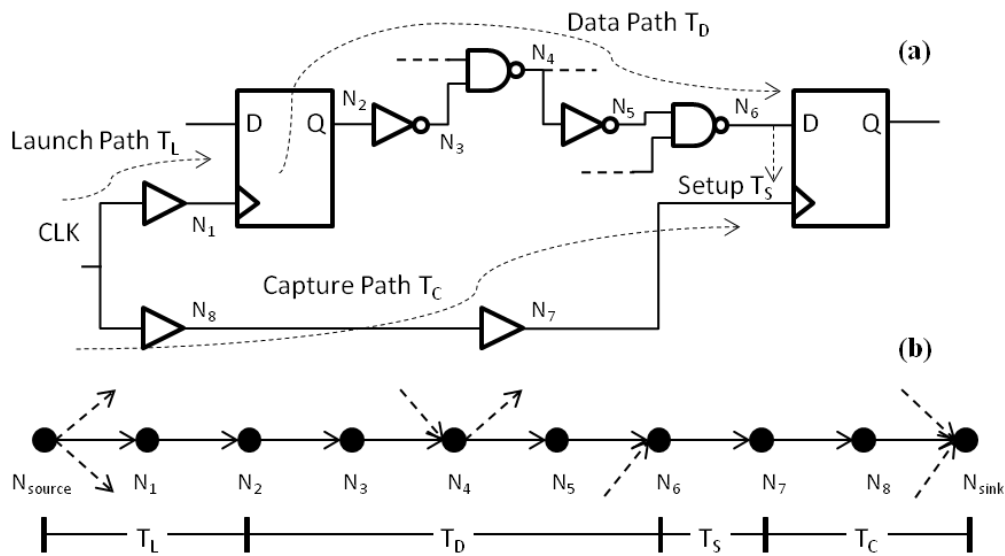 Data Path T_D
(a)
N_4
D Q
N_2
N_3
N_5
N_6
D Q
Launch Path T_L
Setup T_S
N_1
CLK
Capture Path T_C
N_8
N_7
(b)
N_source N_1 N_2 N_3 N_4 N_5 N_6 N_7 N_8 N_sink
T_L T_D T_S T_C